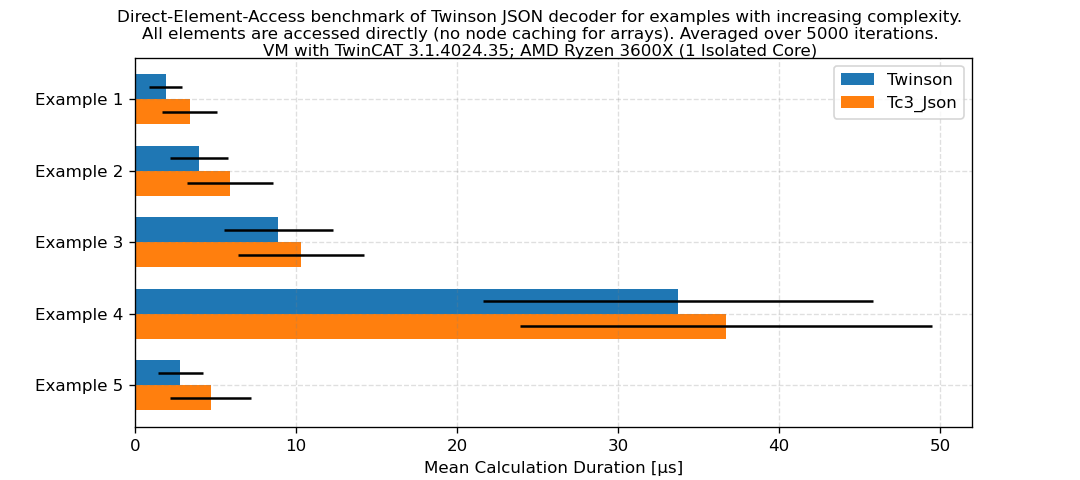 Direct-Element-Access benchmark of Twinson JSON decoder for examples with increasing complexity.
All elements are accessed directly (no node caching for arrays). Averaged over 5000 iterations.
VM with TwinCAT 3.1.4024.35; AMD Ryzen 3600X (1 Isolated Core)
Twinson
Tc3_Json
Example 1
Example 2
Example 3
Example 4
Example 5
0 10 20 30 40 50
Mean Calculation Duration [µs]